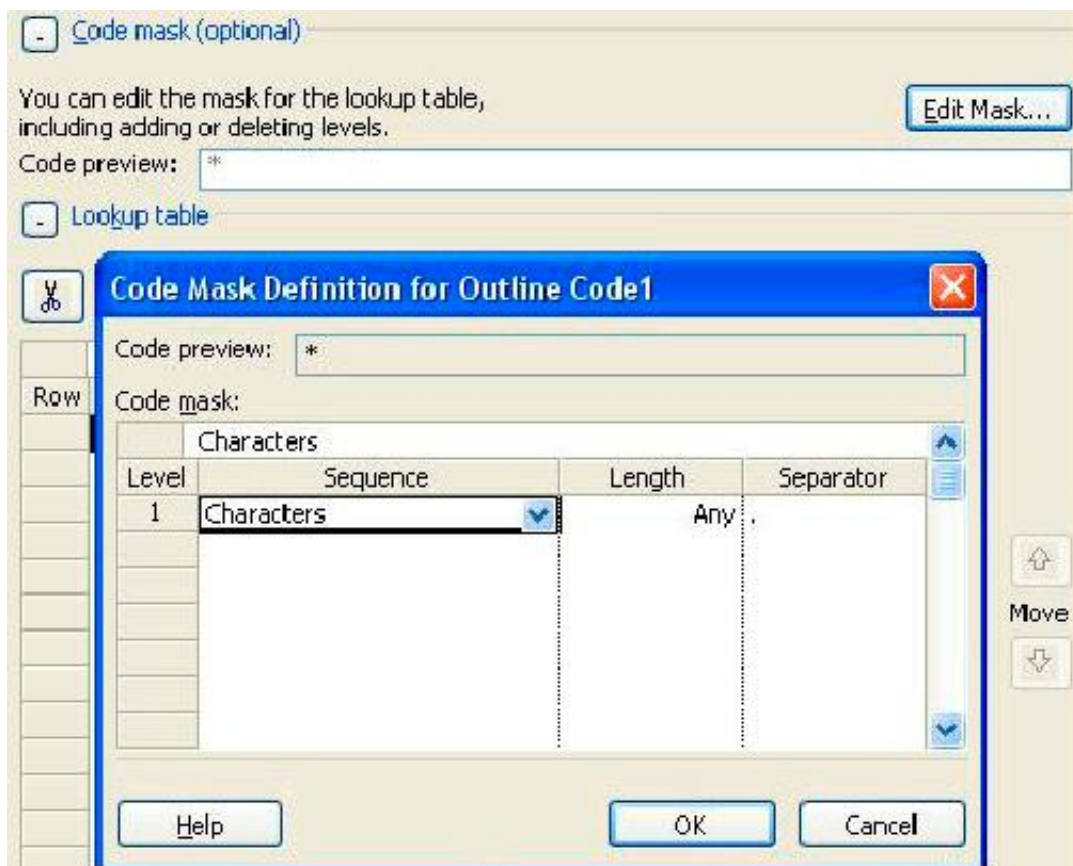 - Code mask (optional)
You can edit the mask for the lookup table,
including adding or deleting levels.
Edit Mask...
Code preview: *
- Lookup table
Code Mask Definition for Outline Code1
Code preview: *
Row
Code mask:
Characters
Level Sequence Length Separator
1 Characters Any .
Move
Help OK Cancel